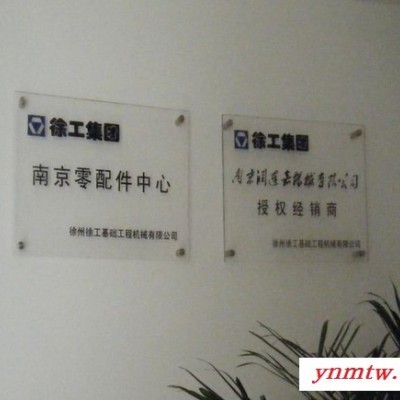 徐工集团
南京零配件中心
徐州徐工基础工程机械有限公司
徐工集团
授权经销商
徐州徐工基础工程机械有限公司
ynmtw.